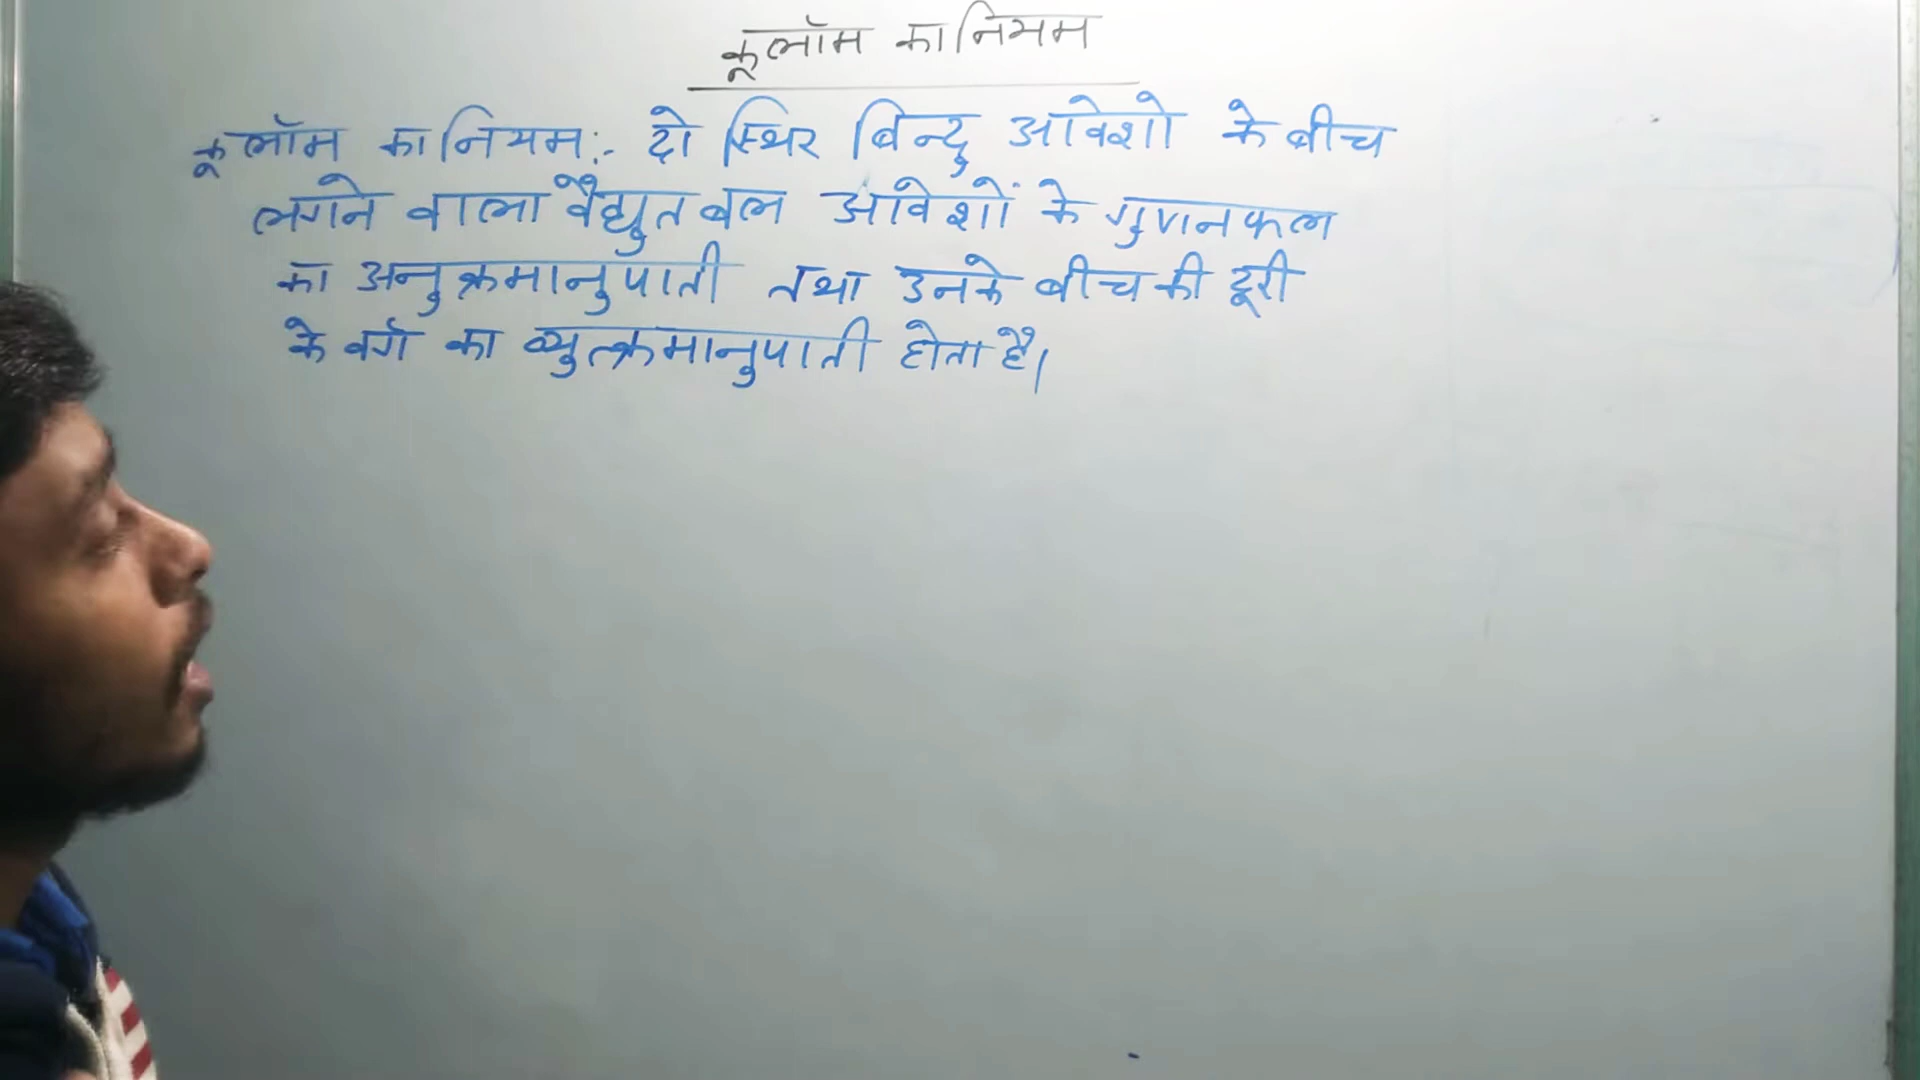 कूलॉम का नियम
कूलॉम का नियम:- दो स्थिर बिन्दु आवेशो के बीच
लगने वाला वैद्युत बल आवेशों के गुणनफल
का अनुक्रमानुपाती तथा उनके बीच की दूरी
के वर्ग का व्युत्क्रमानुपाती होता है।